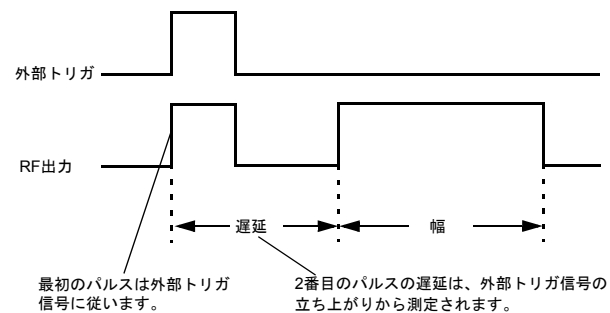 外部トリガ
RF出力
遅延
幅
最初のパルスは外部トリガ
信号に従います。
2番目のパルスの遅延は、外部トリガ信号の
立ち上がりから測定されます。